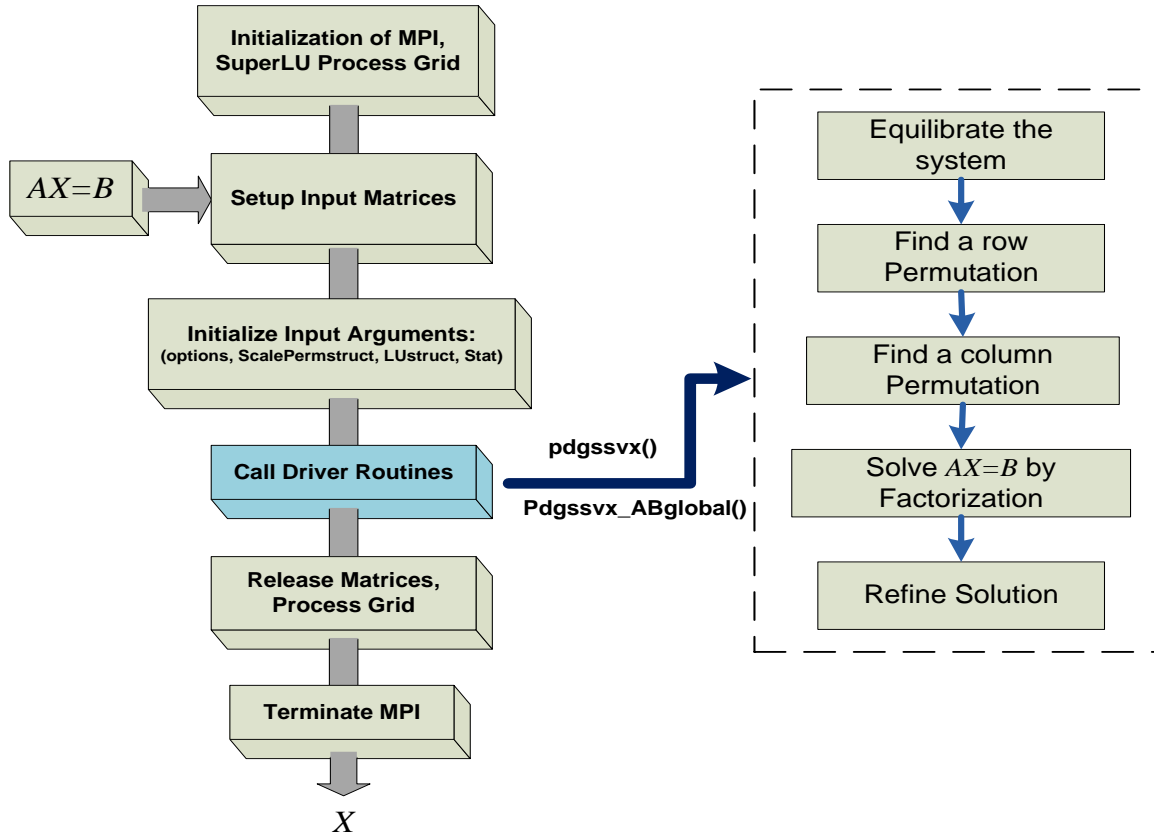 Initialization of MPI,
SuperLU Process Grid
AX=B
Setup Input Matrices
Initialize Input Arguments:
(options, ScalePermstruct, LUstruct, Stat)
Call Driver Routines
Release Matrices,
Process Grid
Terminate MPI
X
pdgssvx()
Pdgssvx_ABglobal()
Equilibrate the
system
Find a row
Permutation
Find a column
Permutation
Solve AX=B by
Factorization
Refine Solution